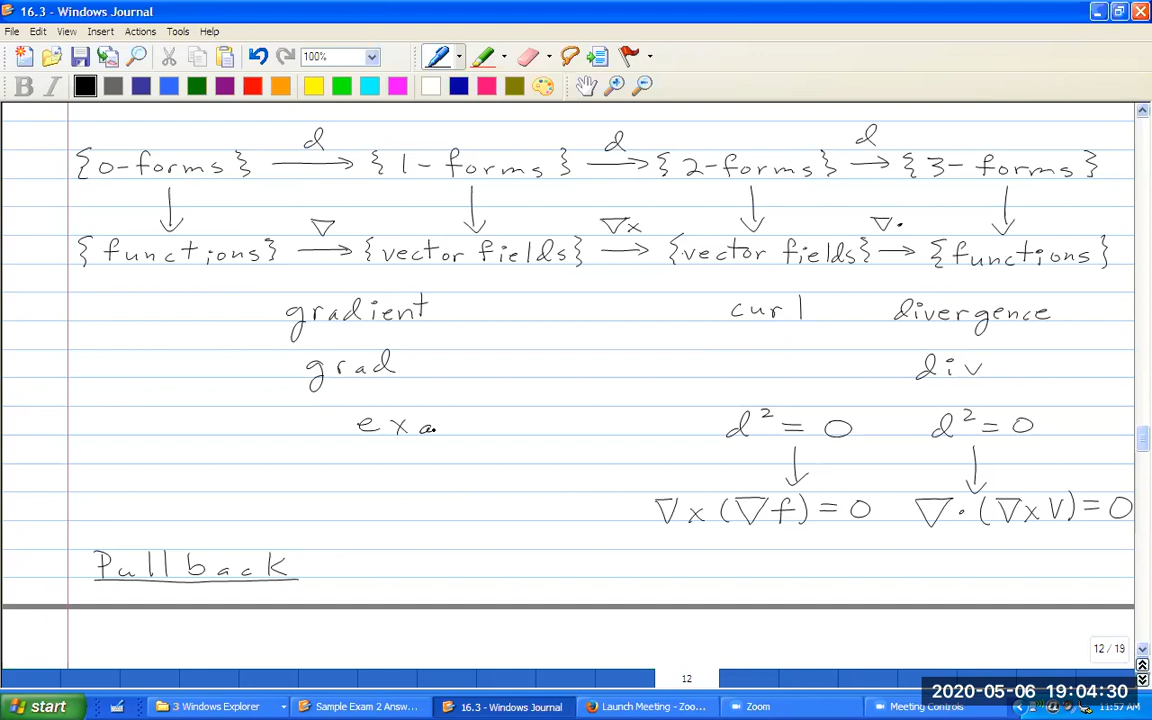 16.3 - Windows Journal
File Edit View Insert Actions Tools Help
100%
B I
d d d
{0-forms} → {1-forms} → {2-forms} → {3-forms}
↓ ↓ ↓ ↓
∇ ∇× ∇·
{functions} → {vector fields} → {vector fields} → {functions}
gradient curl divergence
grad div
exa d² = 0 d² = 0
↓ ↓
∇×(∇f) = 0 ∇·(∇×V) = 0
Pullback
12 / 19
12
2020-05-06 19:04:30
start 3 Windows Explorer Sample Exam 2 Answ... 16.3 - Windows Journal Launch Meeting - Zoo... Zoom Meeting Controls 11:57 AM